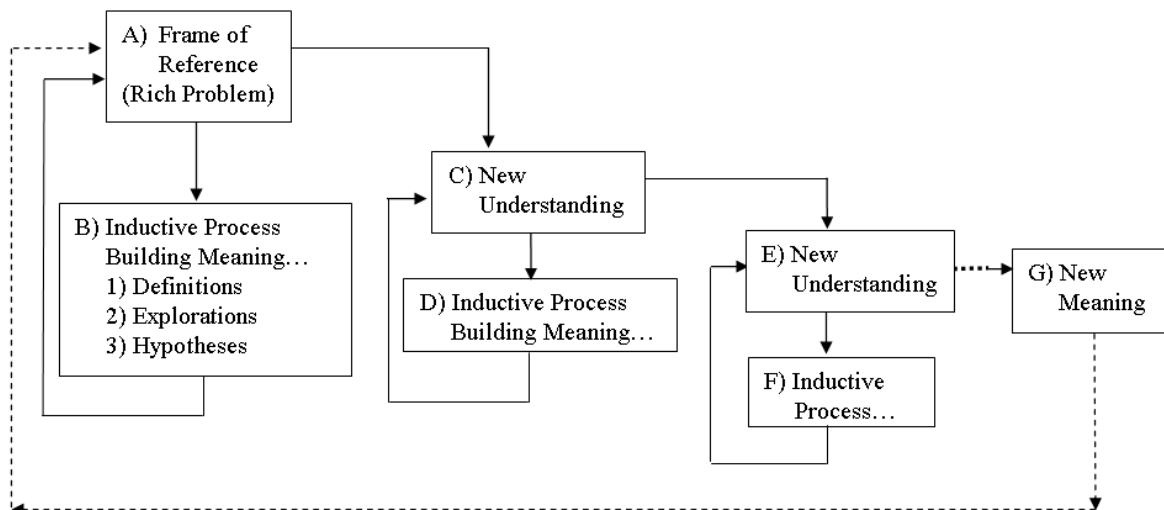 A) Frame of
Reference
(Rich Problem)
B) Inductive Process
Building Meaning…
1) Definitions
2) Explorations
3) Hypotheses
C) New
Understanding
D) Inductive Process
Building Meaning…
E) New
Understanding
F) Inductive
Process…
G) New
Meaning